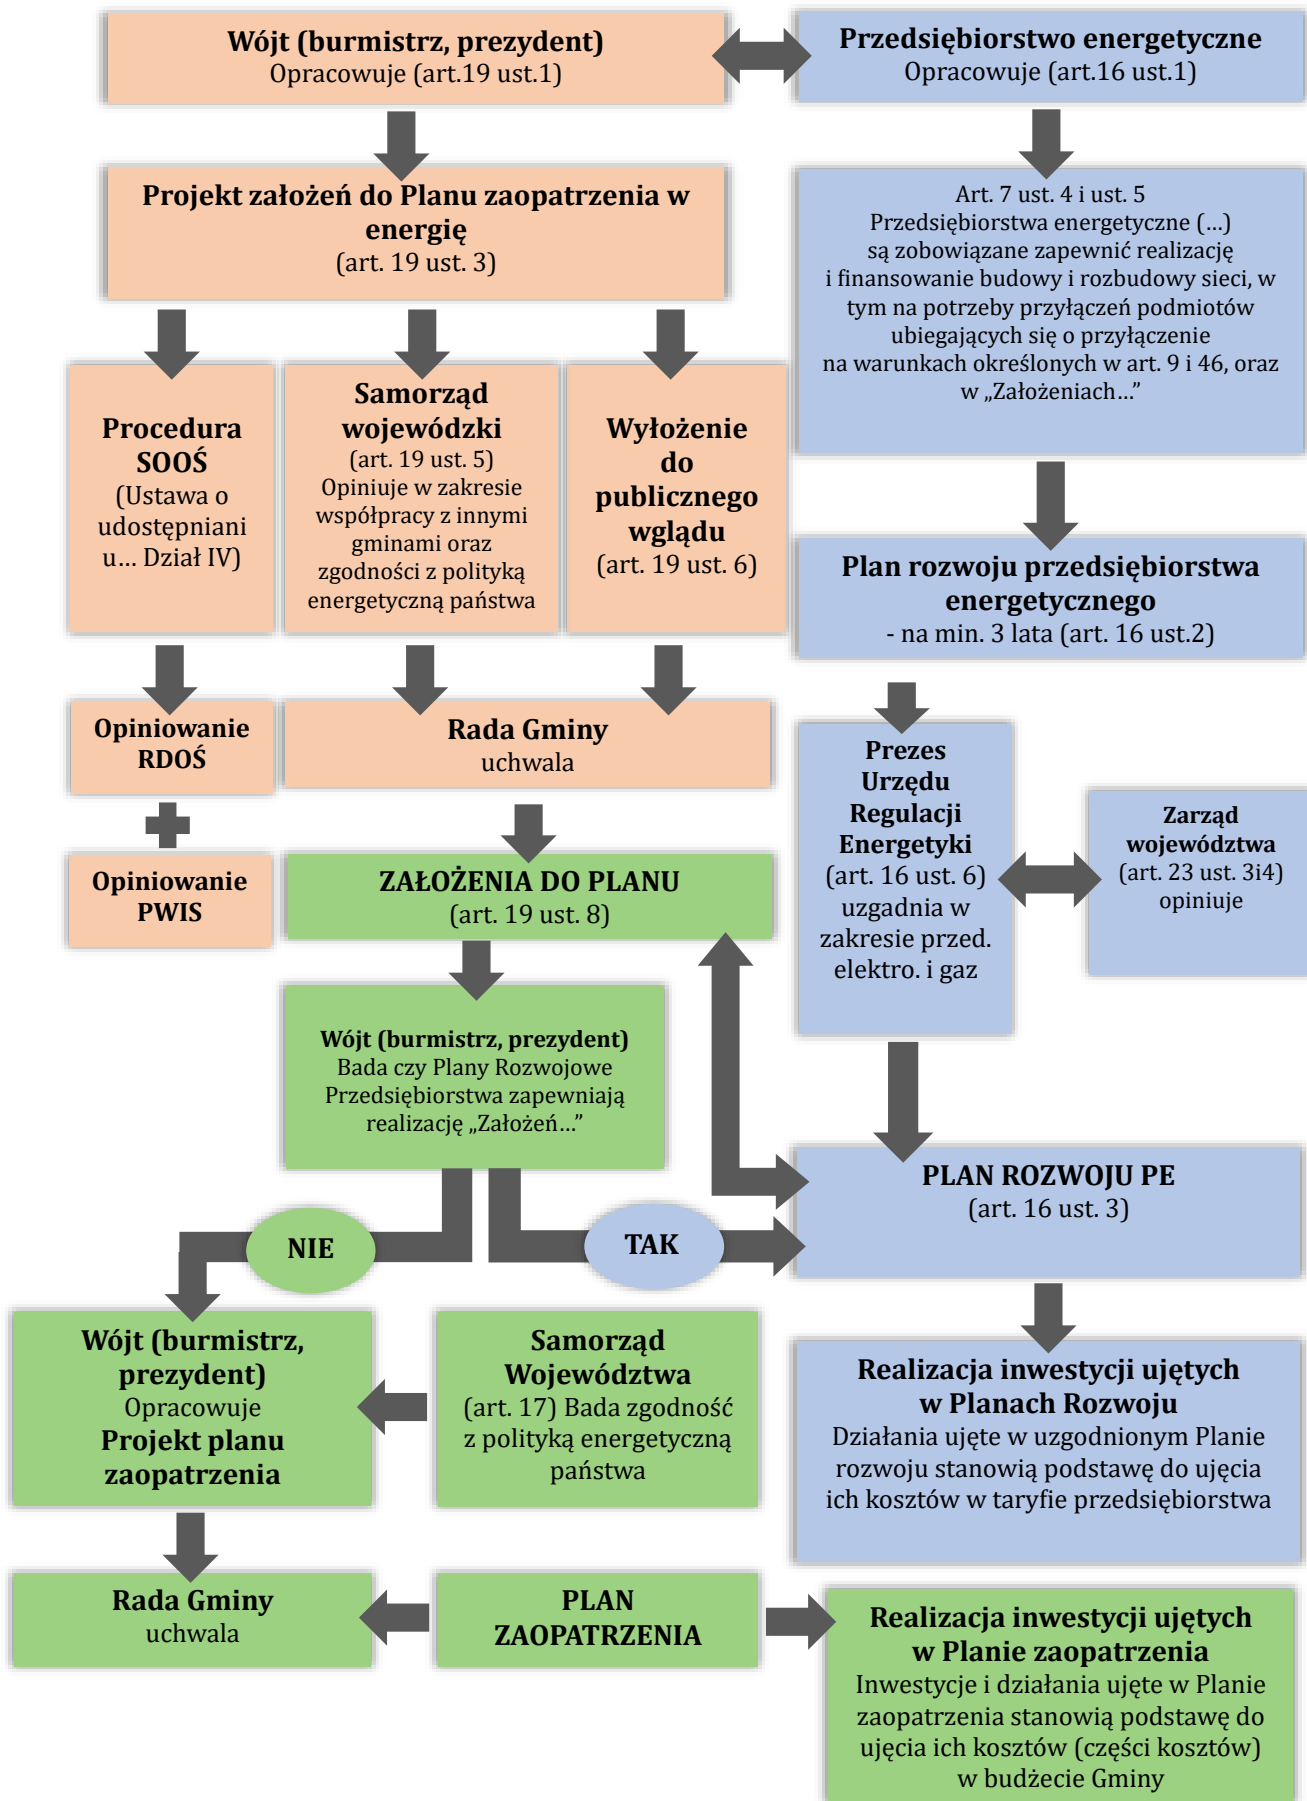 Wójt (burmistrz, prezydent)
Opracowuje (art.19 ust.1)
Przedsiębiorstwo energetyczne
Opracowuje (art.16 ust.1)
Projekt założeń do Planu zaopatrzenia w
energię
(art. 19 ust. 3)
Art. 7 ust. 4 i ust. 5
Przedsiębiorstwa energetyczne (...)
są zobowiązane zapewnić realizację
i finansowanie budowy i rozbudowy sieci, w
tym na potrzeby przyłączeń podmiotów
ubiegających się o przyłączenie
na warunkach określonych w art. 9 i 46, oraz
w „Założeniach…”
Procedura
SOOŚ
(Ustawa o
udostępniani
u… Dział IV)
Samorząd
wojewódzki
(art. 19 ust. 5)
Opiniuje w zakresie
współpracy z innymi
gminami oraz
zgodności z polityką
energetyczną państwa
Wyłożenie
do
publicznego
wglądu
(art. 19 ust. 6)
Plan rozwoju przedsiębiorstwa
energetycznego
- na min. 3 lata (art. 16 ust.2)
Opiniowanie
RDOŚ
Rada Gminy
uchwala
Prezes
Urzędu
Regulacji
Energetyki
(art. 16 ust. 6)
uzgadnia w
zakresie przed.
elektro. i gaz
Zarząd
województwa
(art. 23 ust. 3i4)
opiniuje
Opiniowanie
PWIS
ZAŁOŻENIA DO PLANU
(art. 19 ust. 8)
Wójt (burmistrz, prezydent)
Bada czy Plany Rozwojowe
Przedsiębiorstwa zapewniają
realizację „Założeń…”
PLAN ROZWOJU PE
(art. 16 ust. 3)
NIE
TAK
Wójt (burmistrz,
prezydent)
Opracowuje
Projekt planu
zaopatrzenia
Samorząd
Województwa
(art. 17) Bada zgodność
z polityką energetyczną
państwa
Realizacja inwestycji ujętych
w Planach Rozwoju
Działania ujęte w uzgodnionym Planie
rozwoju stanowią podstawę do ujęcia
ich kosztów w taryfie przedsiębiorstwa
Rada Gminy
uchwala
PLAN
ZAOPATRZENIA
Realizacja inwestycji ujętych
w Planie zaopatrzenia
Inwestycje i działania ujęte w Planie
zaopatrzenia stanowią podstawę do
ujęcia ich kosztów (części kosztów)
w budżecie Gminy